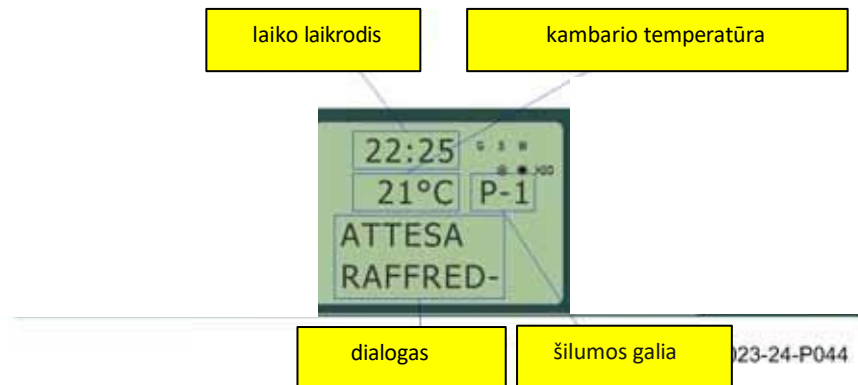 laiko laikrodis
kambario temperatūra
22:25 G S W
21°C P-1
ATTESA
RAFFRED-
dialogas
šilumos galia
023-24-P044